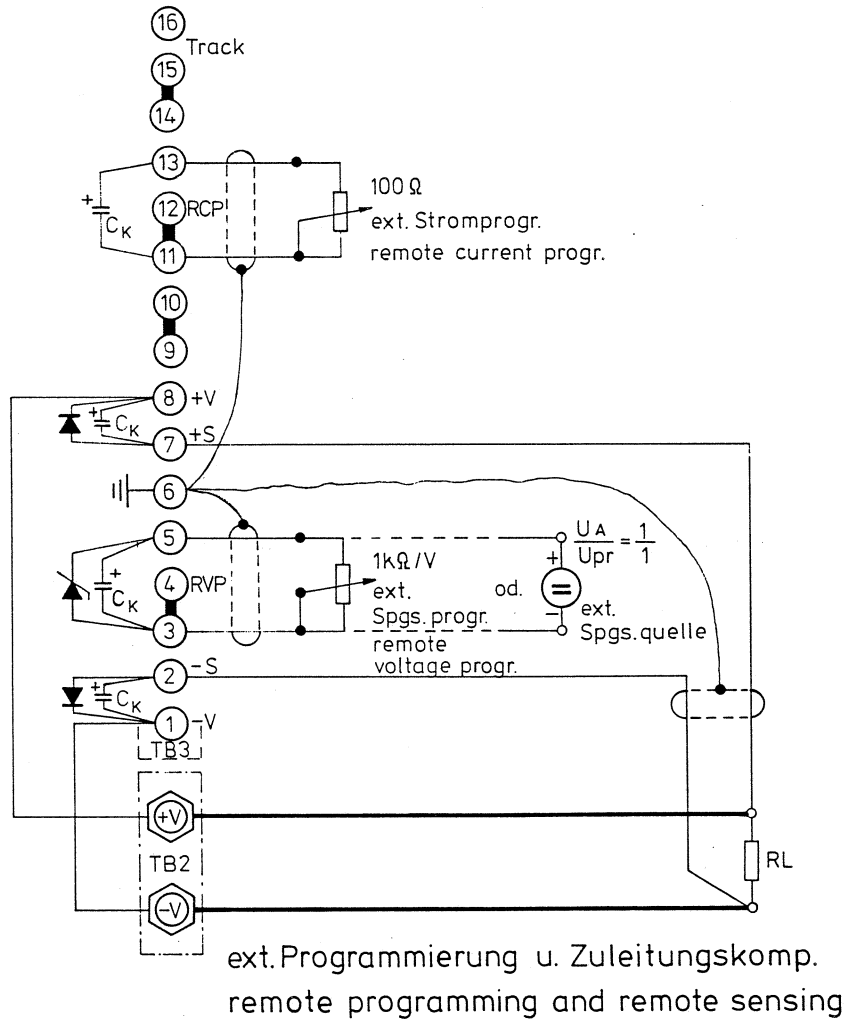 16
Track
15
14
13
+
C K
12 RCP
11
100 Ω
ext. Stromprogr.
remote current progr.
10
9
8 +V
+
C K
7 +S
6
5
+
C K
4 RVP
3
1kΩ/V
ext.
Spgs. progr.
remote
voltage progr.
od.
+
=
−
U A / Upr = 1/1
ext.
Spgs. quelle
2 -S
+
C K
1 -V
TB3
+V
TB2
-V
RL
ext. Programmierung u. Zuleitungskomp.
remote programming and remote sensing